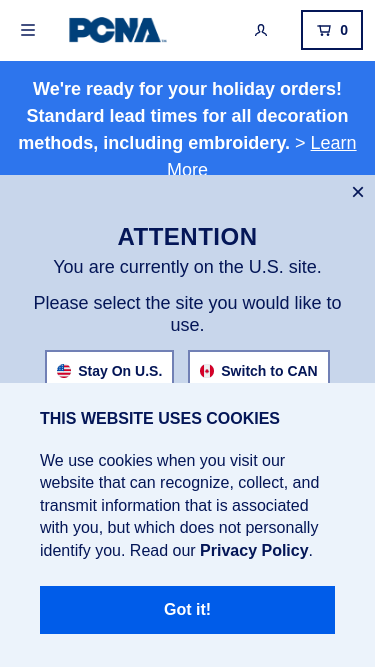 PCNA
0
We're ready for your holiday orders!
Standard lead times for all decoration
methods, including embroidery. > Learn
More
×
ATTENTION
You are currently on the U.S. site.
Please select the site you would like to
use.
Stay On U.S. Switch to CAN
THIS WEBSITE USES COOKIES
We use cookies when you visit our
website that can recognize, collect, and
transmit information that is associated
with you, but which does not personally
identify you. Read our Privacy Policy.
Got it!